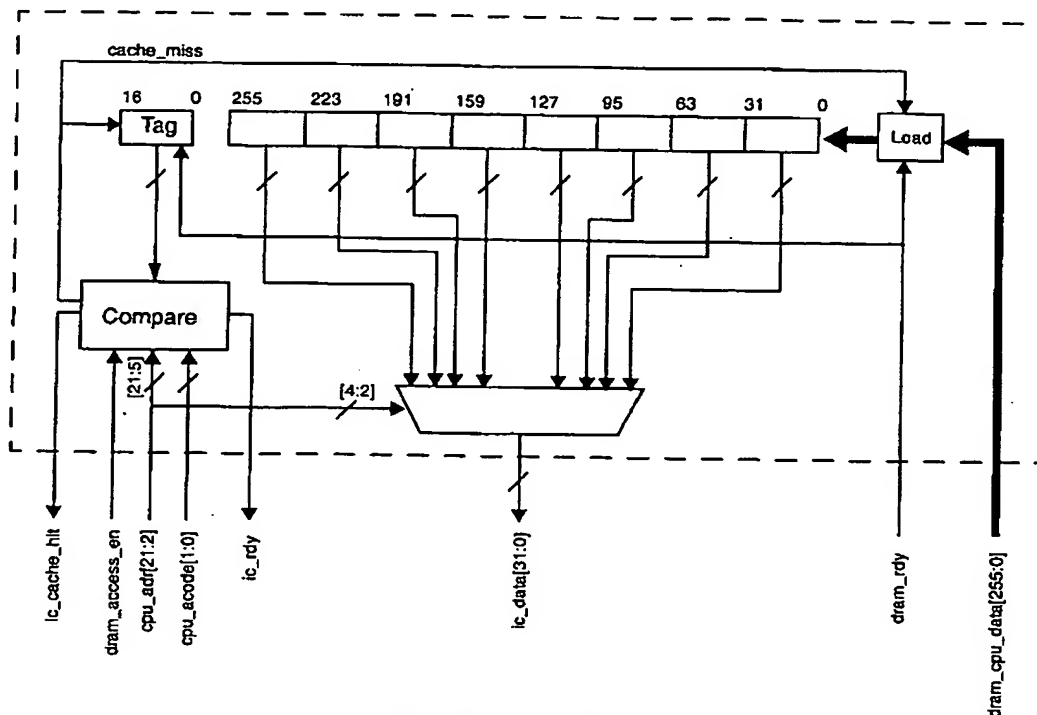 cache_miss
16 0 255 223 191 159 127 95 63 31 0
Tag
Load
Compare
[21:5]
[4:2]
ic_cache_hit
dram_access_en
cpu_adr[21:2]
cpu_acode[1:0]
ic_rdy
ic_data[31:0]
dram_rdy
dram_cpu_data[255:0]